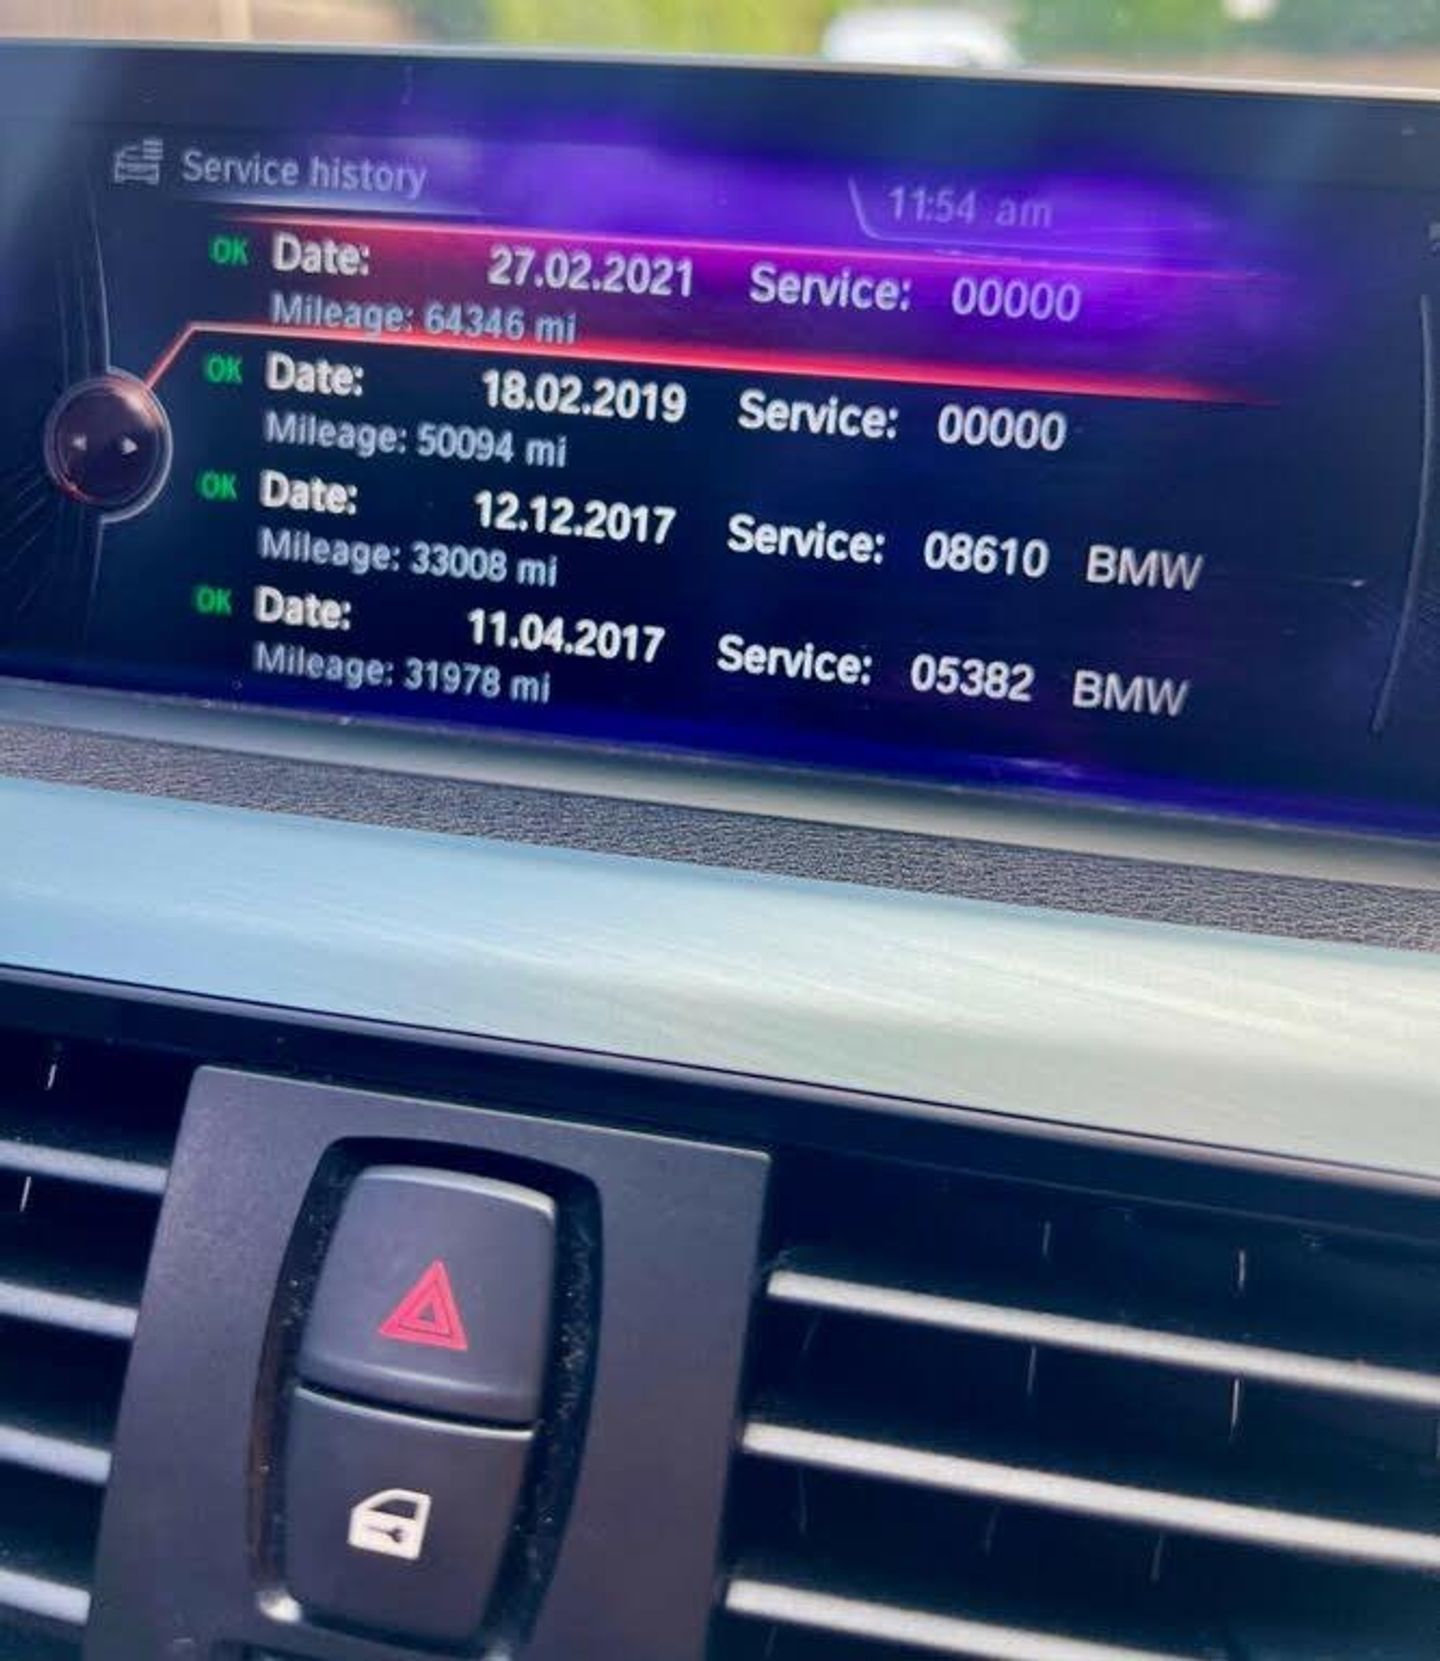 Service history
11:54 am
OK Date: 27.02.2021 Service: 00000
Mileage: 64346 mi
OK Date: 18.02.2019 Service: 00000
Mileage: 50094 mi
OK Date: 12.12.2017 Service: 08610 BMW
Mileage: 33008 mi
OK Date: 11.04.2017 Service: 05382 BMW
Mileage: 31978 mi